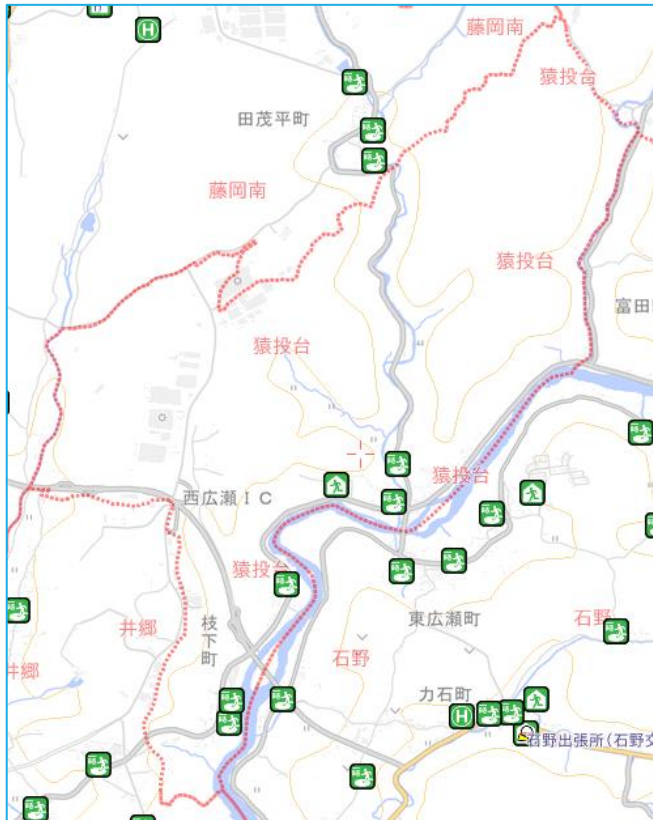 藤岡南
猿投台
田茂平町
藤岡南
猿投台
富田
猿投台
西広瀬IC
猿投台
猿投台
井郷
枝下町
石野
東広瀬町
石野
井郷
力石町
石野出張所(石野交